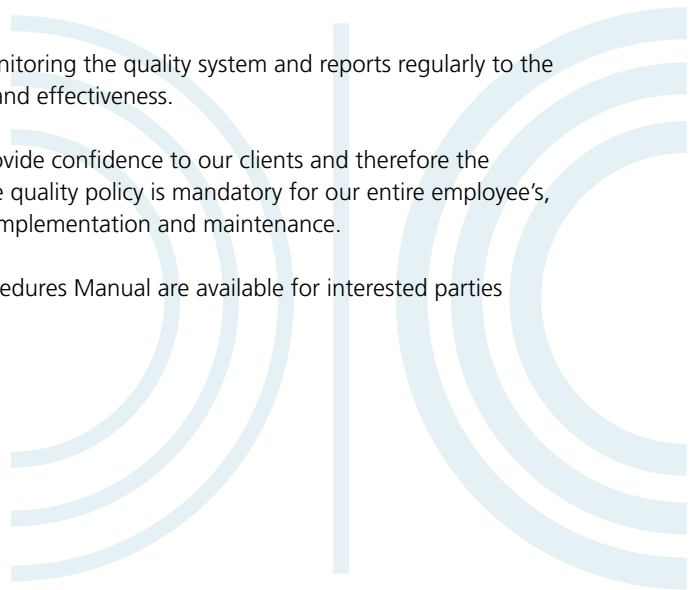 nitoring the quality system and reports regularly to the
and effectiveness.
ovide confidence to our clients and therefore the
e quality policy is mandatory for our entire employee’s,
mplementation and maintenance.
edures Manual are available for interested parties